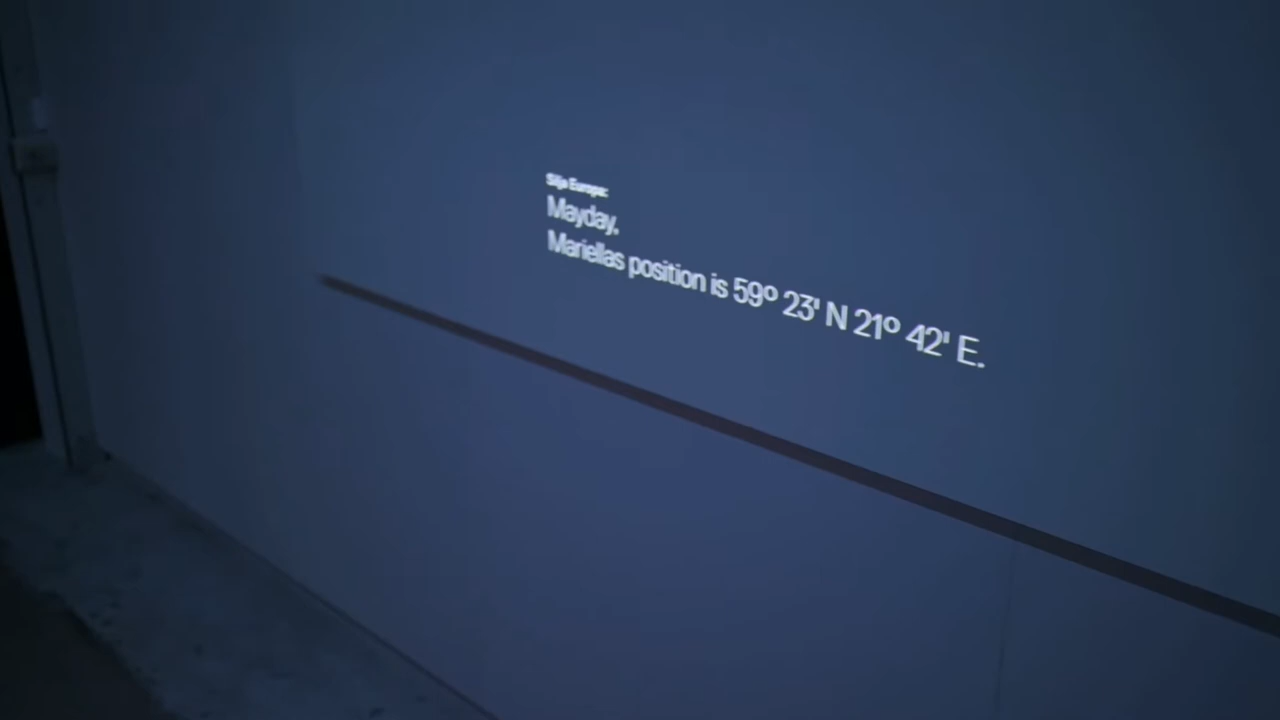 Silja Europa:
Mayday,
Mariellas position is 59º 23' N 21º 42' E.